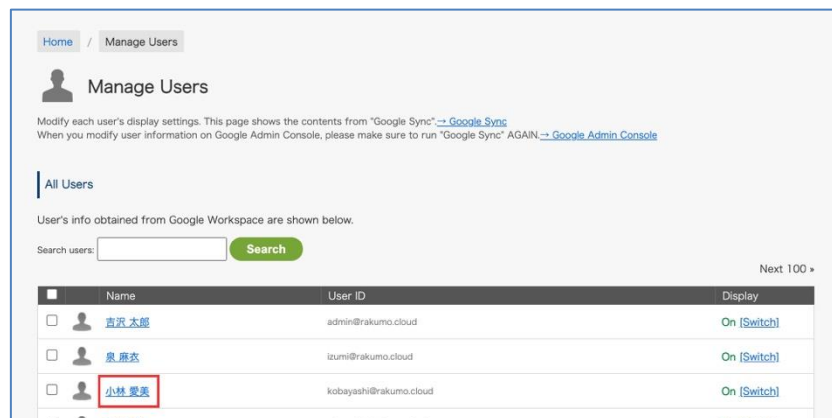 Home / Manage Users
Manage Users
Modify each user's display settings. This page shows the contents from "Google Sync".→ Google Sync
When you modify user information on Google Admin Console, please make sure to run "Google Sync" AGAIN.→ Google Admin Console
All Users
User's info obtained from Google Workspace are shown below.
Search users: Search
Next 100 »
Name User ID Display
吉沢 太郎 admin@rakumo.cloud On [Switch]
泉 麻衣 izumi@rakumo.cloud On [Switch]
小林 愛美 kobayashi@rakumo.cloud On [Switch]